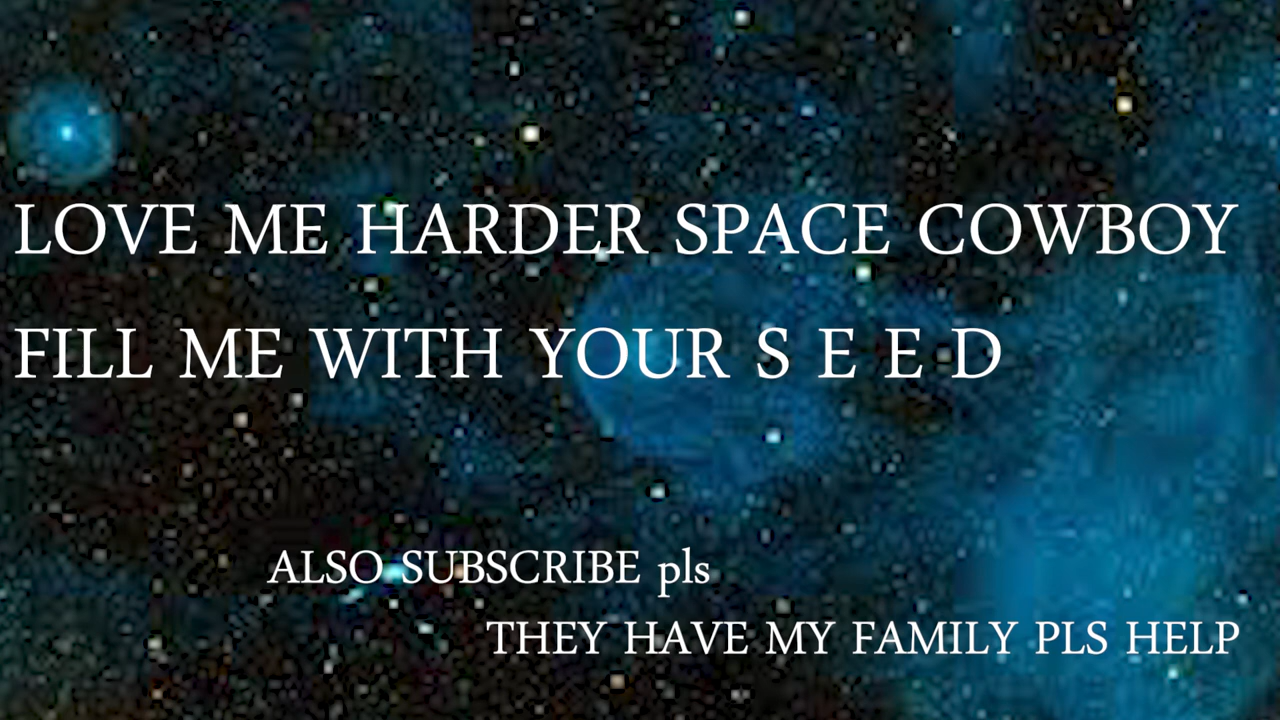 LOVE ME HARDER SPACE COWBOY
FILL ME WITH YOUR S E E D
ALSO SUBSCRIBE pls
THEY HAVE MY FAMILY PLS HELP